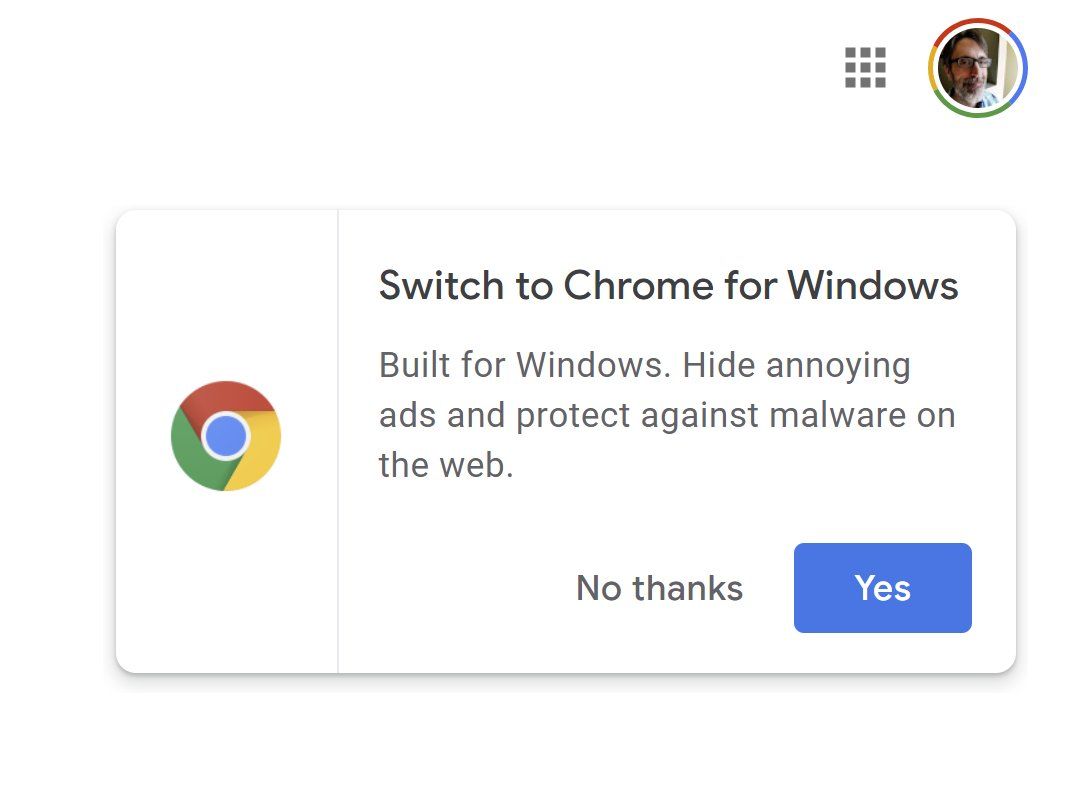 Switch to Chrome for Windows
Built for Windows. Hide annoying
ads and protect against malware on
the web.
No thanks
Yes